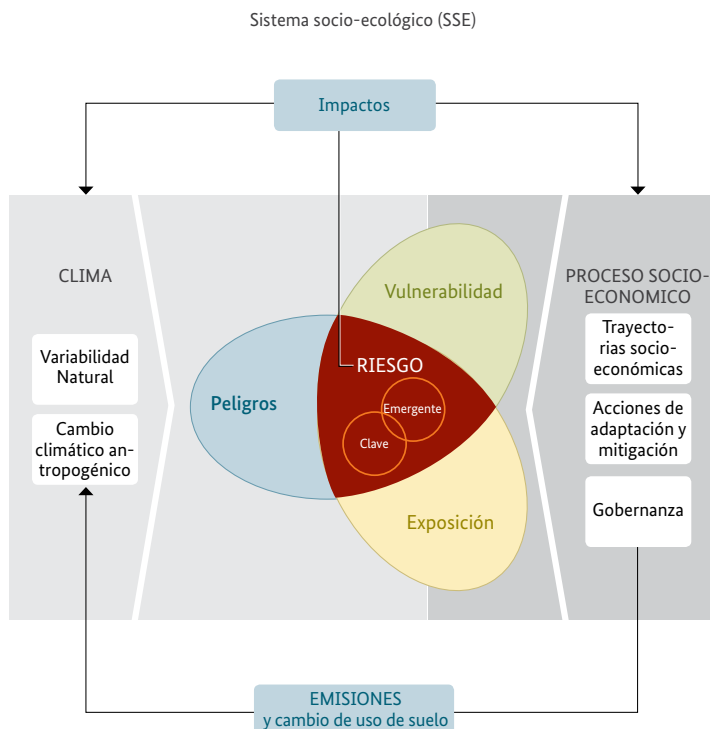 Sistema socio-ecológico (SSE)
Impactos
CLIMA
Variabilidad
Natural
Cambio
climático an-
tropogénico
Peligros
Vulnerabilidad
RIESGO
Emergente
Clave
Exposición
PROCESO SOCIO-
ECONOMICO
Trayecto-
rias socio-
económicas
Acciones de
adaptación y
mitigación
Gobernanza
EMISIONES
y cambio de uso de suelo